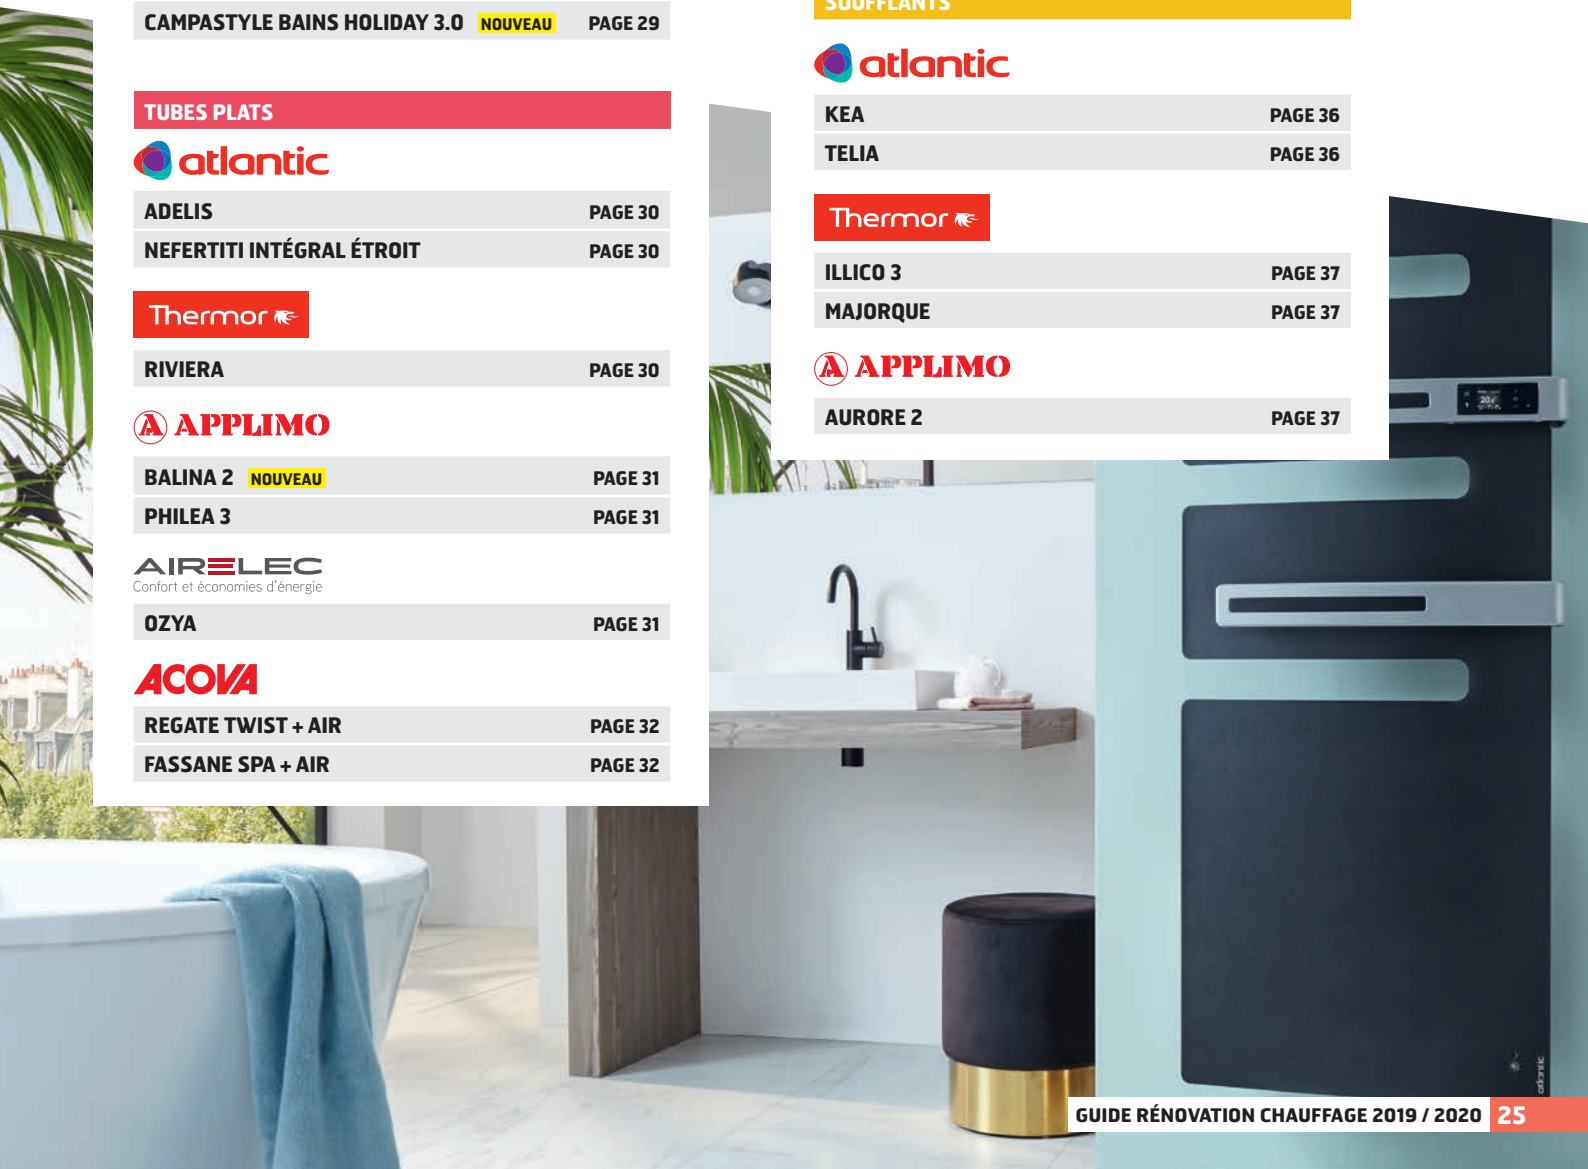 CAMPASTYLE BAINS HOLIDAY 3.0 NOUVEAU PAGE 29
TUBES PLATS
atlantic
ADELIS PAGE 30
NEFERTITI INTÉGRAL ÉTROIT PAGE 30
Thermor
RIVIERA PAGE 30
APPLIMO
BALINA 2 NOUVEAU PAGE 31
PHILEA 3 PAGE 31
AIRELEC
Confort et économies d'énergie
OZYA PAGE 31
ACOVA
REGATE TWIST + AIR PAGE 32
FASSANE SPA + AIR PAGE 32
SOUFFLANTS
atlantic
KEA PAGE 36
TELIA PAGE 36
Thermor
ILLICO 3 PAGE 37
MAJORQUE PAGE 37
APPLIMO
AURORE 2 PAGE 37
atlantic
GUIDE RÉNOVATION CHAUFFAGE 2019 / 2020 25